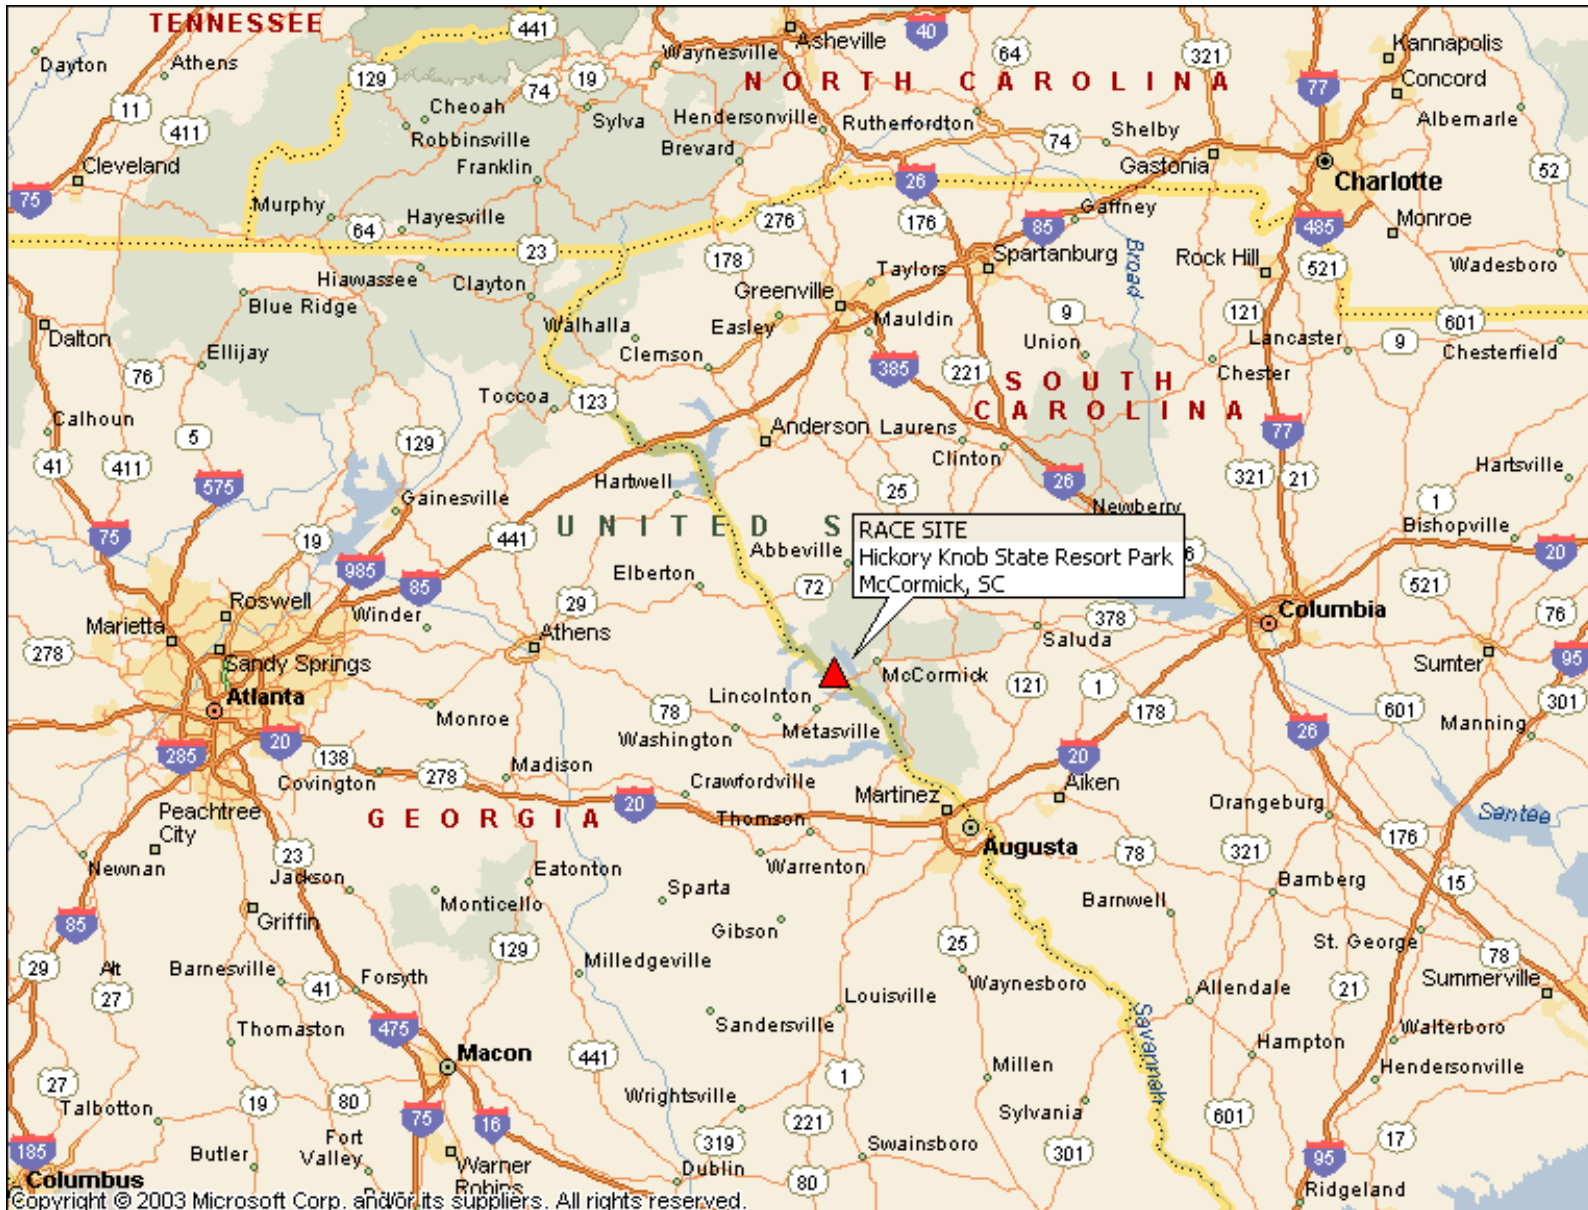 TENNESSEE
441
Waynesville
Asheville
40
64
321
Kannapolis
Dayton
Athens
129
19
NORTH CAROLINA
77
Concord
11
Cheoah
74
Hendersonville
Rutherfordton
Albemarle
411
Robbinsville
Sylva
Shelby
74
Cleveland
Franklin
Brevard
Gastonia
52
75
26
Charlotte
Murphy
Hayesville
276
176
Gaffney
64
85
485
Monroe
23
178
Spartanburg
Rock Hill
521
Wadesboro
Hiawassee
Clayton
Taylors
Broad
Blue Ridge
Greenville
9
121
601
Dalton
Walhalla
Easley
Mauldin
Union
Lancaster
9
Chesterfield
Ellijay
Clemson
385
221
SOUTH
Chester
76
Toccoa
123
CAROLINA
Calhoun
5
129
Anderson
Laurens
77
Clinton
41
411
575
Hartwell
26
321
21
Hartsville
Gainesville
25
Newberry
1
75
19
441
UNITED S
RACE SITE
Bishopville
Abbeville
Hickory Knob State Resort Park
6
20
985
85
Elberton
72
McCormick, SC
521
Roswell
Winder
29
378
Columbia
76
Marietta
Athens
Saluda
278
Sandy Springs
McCormick
Sumter
95
Atlanta
Lincolnton
121
1
178
601
301
Monroe
78
Washington
Metasville
Manning
285
20
138
26
Covington
278
Madison
Crawfordville
20
Aiken
Peachtree
City
GEORGIA
20
Martinez
Orangeburg
Santee
Thomson
Augusta
176
Newnan
23
Eatonton
Warrenton
78
321
Jackson
Sparta
Bamberg
15
Monticello
Barnwell
85
Griffin
Gibson
St. George
129
25
78
29
Alt
27
Barnesville
41
Forsyth
Milledgeville
Waynesboro
21
Summerville
Allendale
475
Louisville
Thomaston
Sandersville
Savannah
Walterboro
Macon
441
Hampton
27
Millen
Hendersonville
1
Talbotton
19
80
75
16
Wrightsville
Sylvania
601
185
Fort
Valley
319
221
Swainsboro
301
17
Butler
Warner
Robins
Dublin
80
95
Columbus
Ridgeland
Copyright © 2003 Microsoft Corp. and/or its suppliers. All rights reserved.